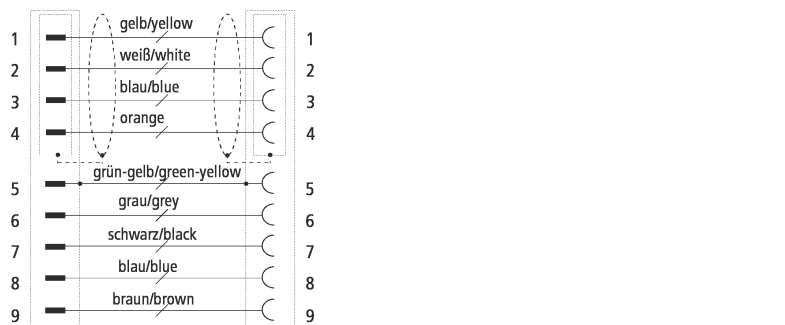 1 gelb/yellow 1
2 weiß/white 2
3 blau/blue 3
4 orange 4
5 grün-gelb/green-yellow 5
6 grau/grey 6
7 schwarz/black 7
8 blau/blue 8
9 braun/brown 9